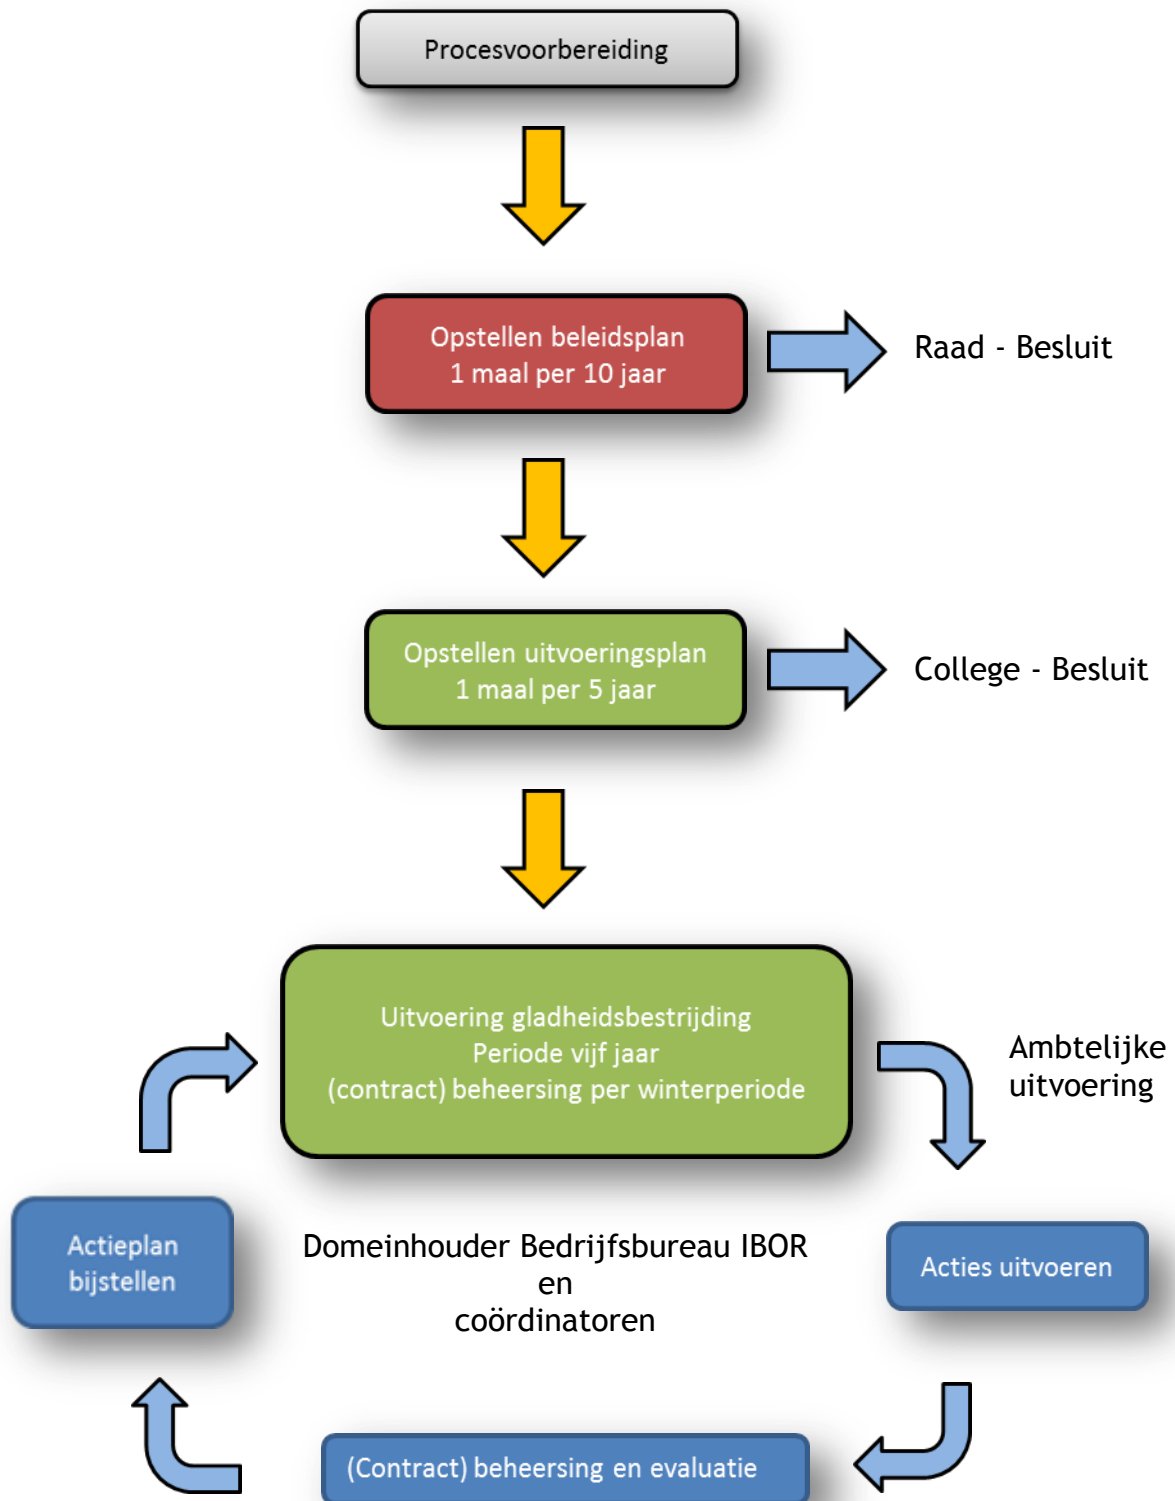 Procesvoorbereiding
Opstellen beleidsplan
1 maal per 10 jaar
Raad - Besluit
Opstellen uitvoeringsplan
1 maal per 5 jaar
College - Besluit
Uitvoering gladheidsbestrijding
Periode vijf jaar
(contract) beheersing per winterperiode
Ambtelijke
uitvoering
Actieplan
bijstellen
Domeinhouder Bedrijfsbureau IBOR
en
coördinatoren
Acties uitvoeren
(Contract) beheersing en evaluatie